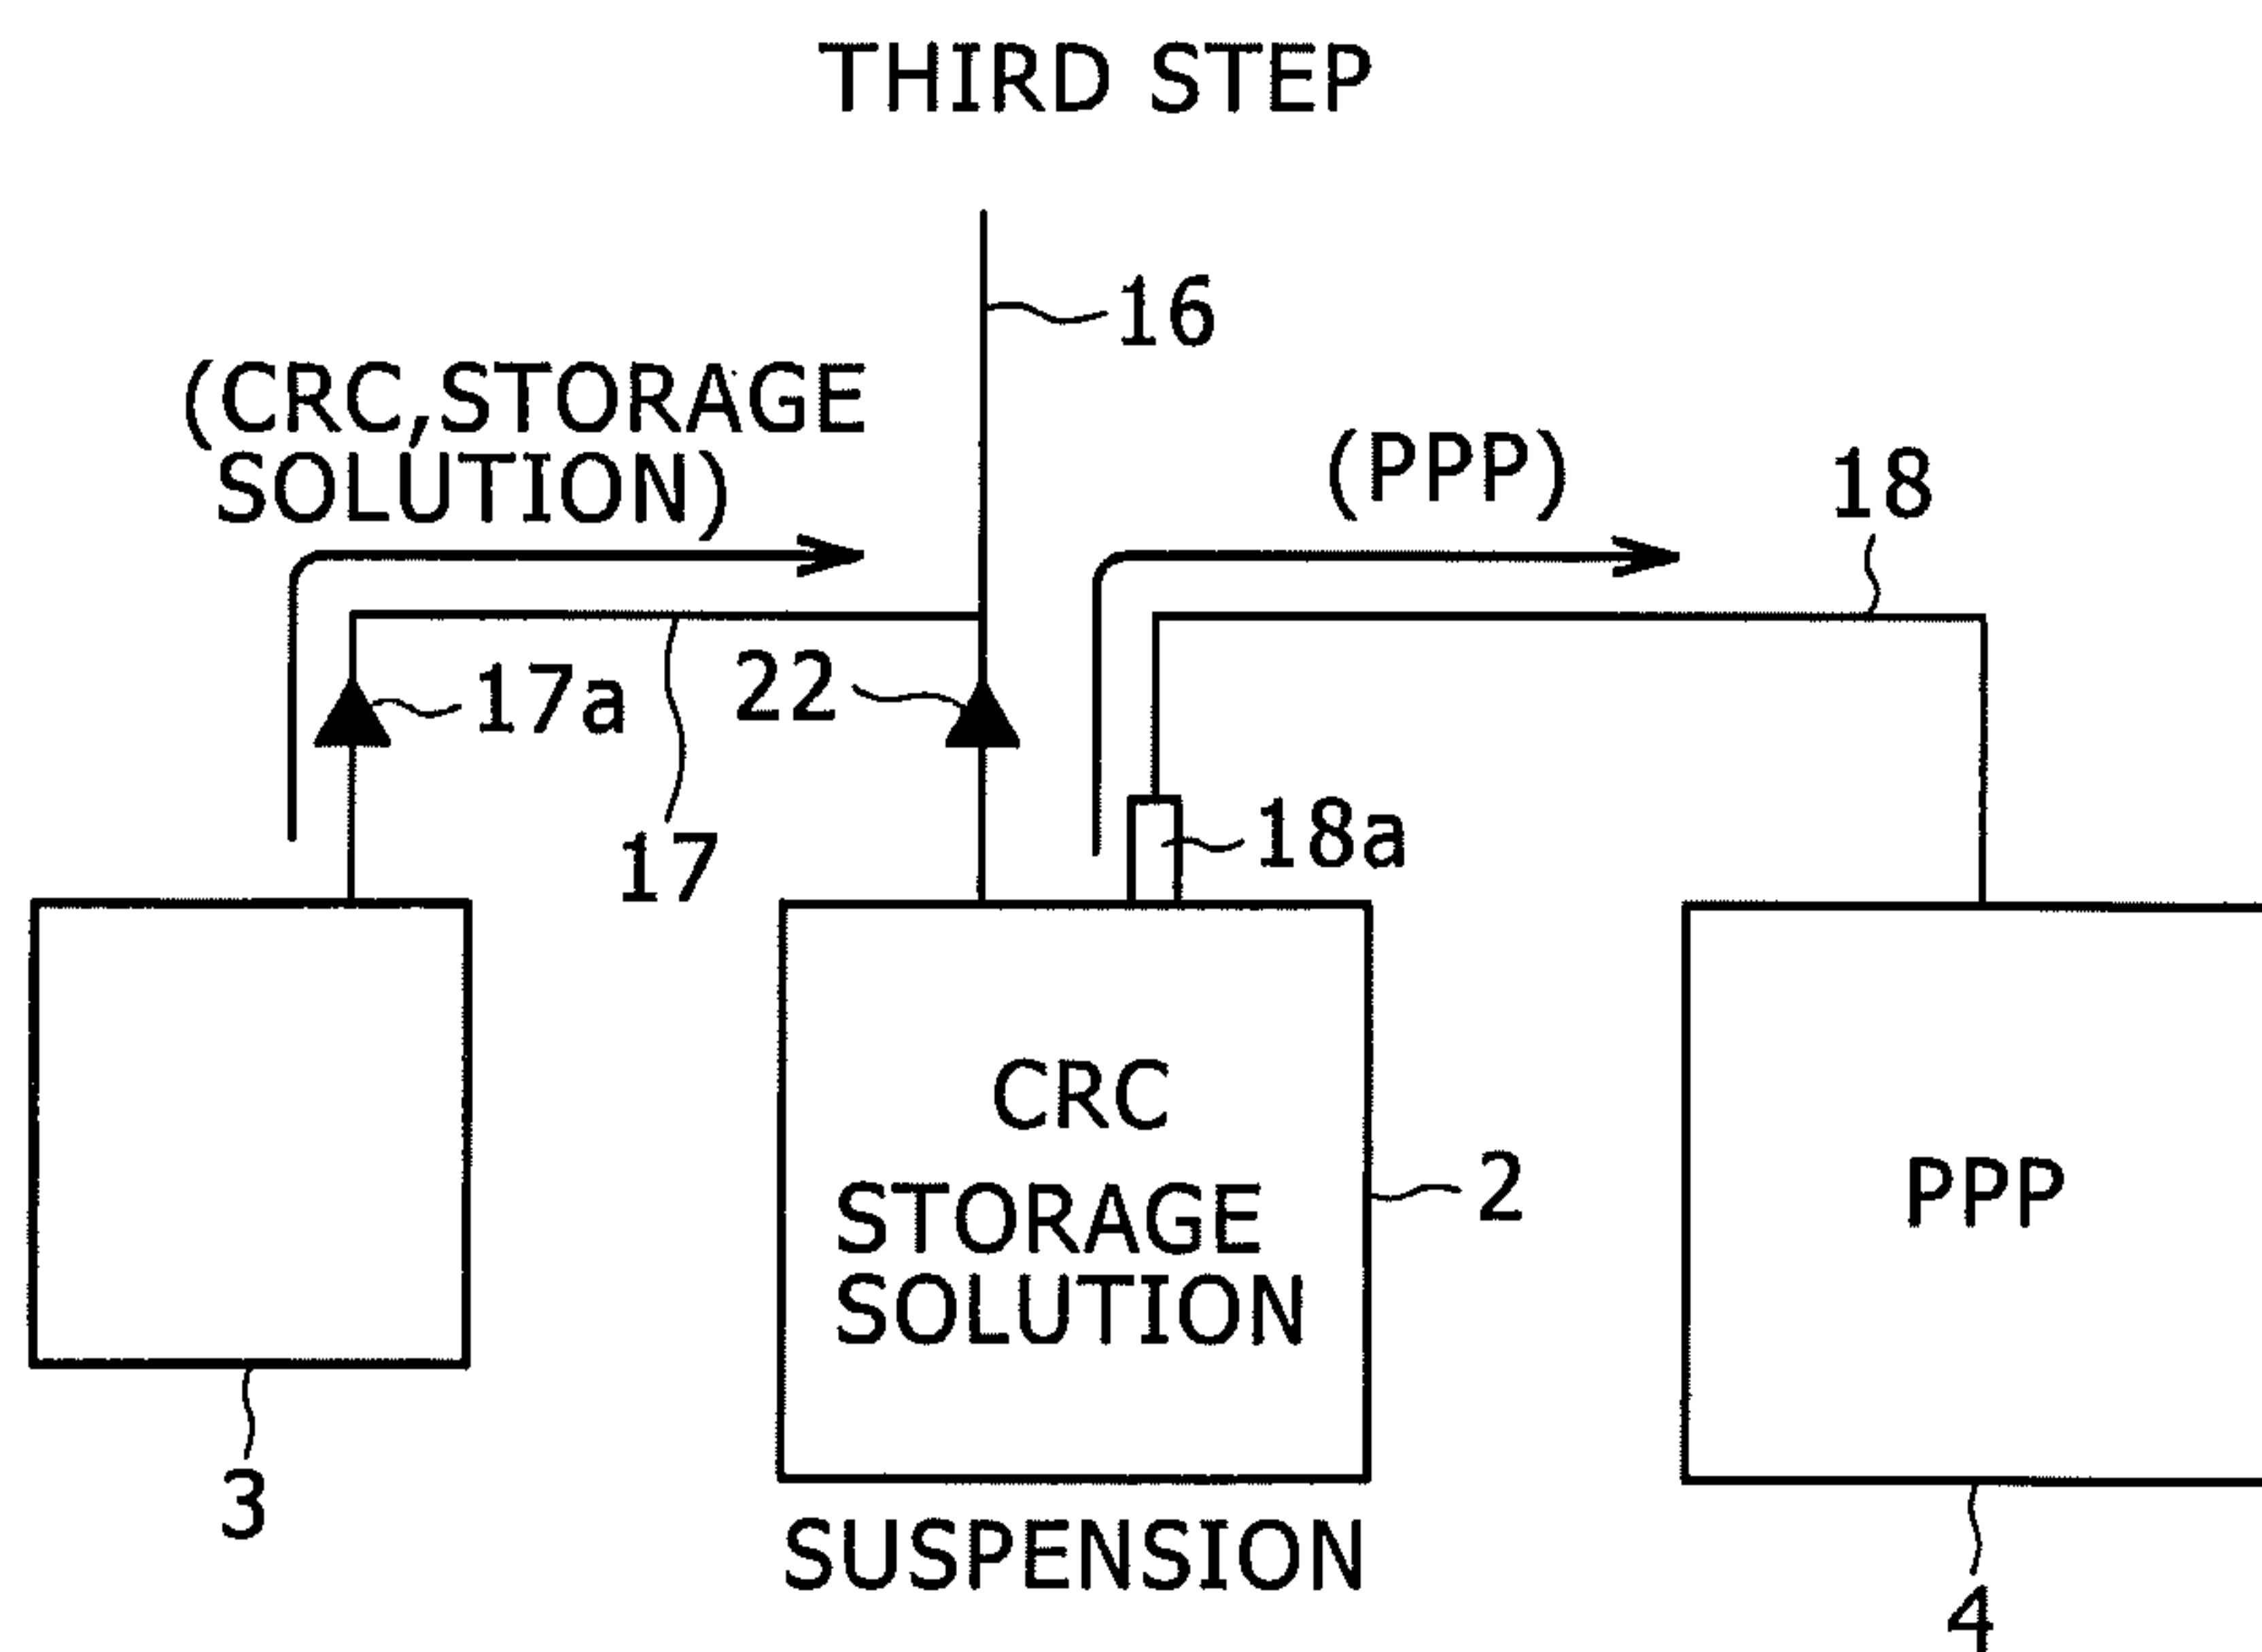 THIRD STEP
16
(CRC,STORAGE
SOLUTION)
(PPP)
18
17a
22
17
18a
CRC
STORAGE
SOLUTION
2
PPP
3
SUSPENSION
4